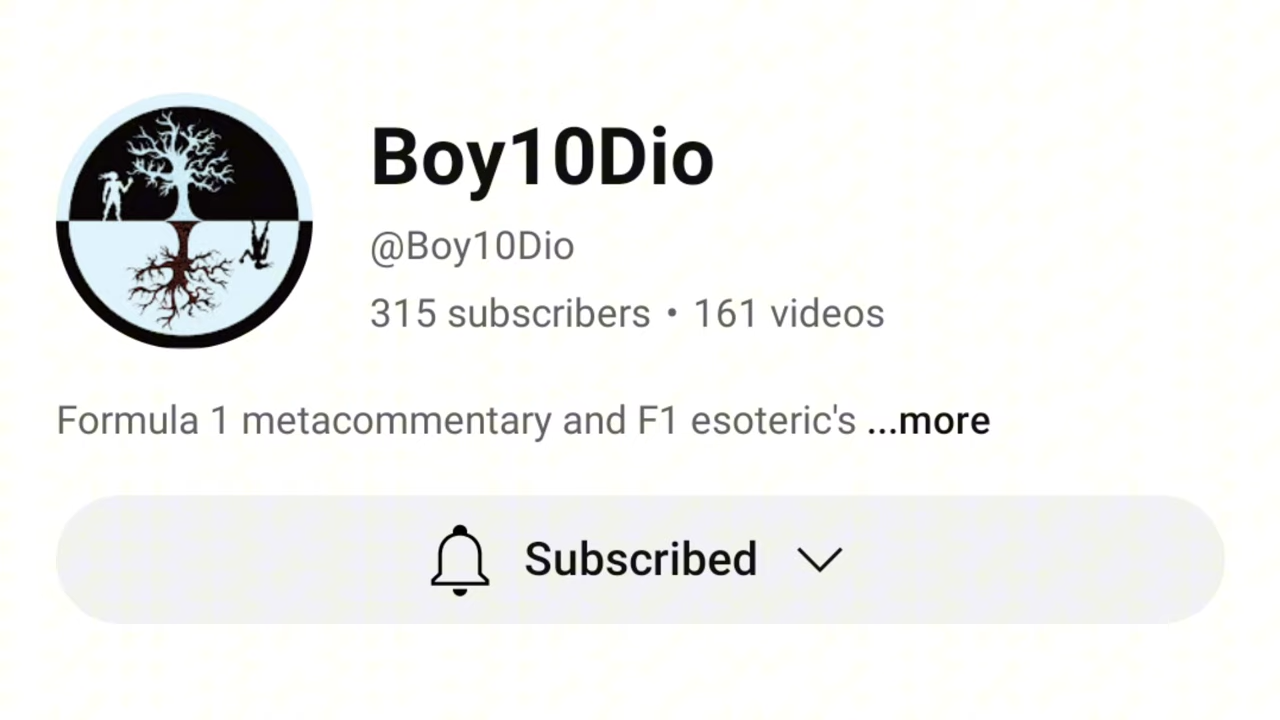 Boy10Dio
@Boy10Dio
315 subscribers • 161 videos
Formula 1 metacommentary and F1 esoteric's ...more
Subscribed